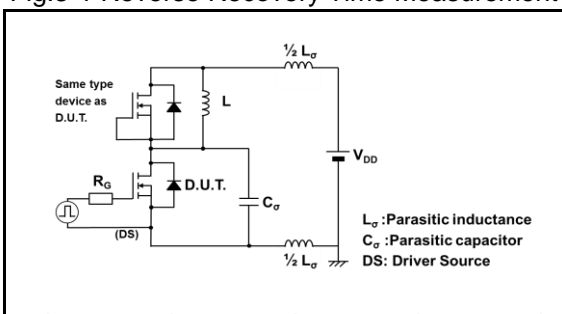 Fig.3-1 Reverse Recovery Time Measurement
½ Lσ
Same type
device as
D.U.T.
L
VDD
RG
D.U.T.
Cσ
(DS)
½ Lσ
Lσ :Parasitic inductance
Cσ :Parasitic capacitor
DS: Driver Source